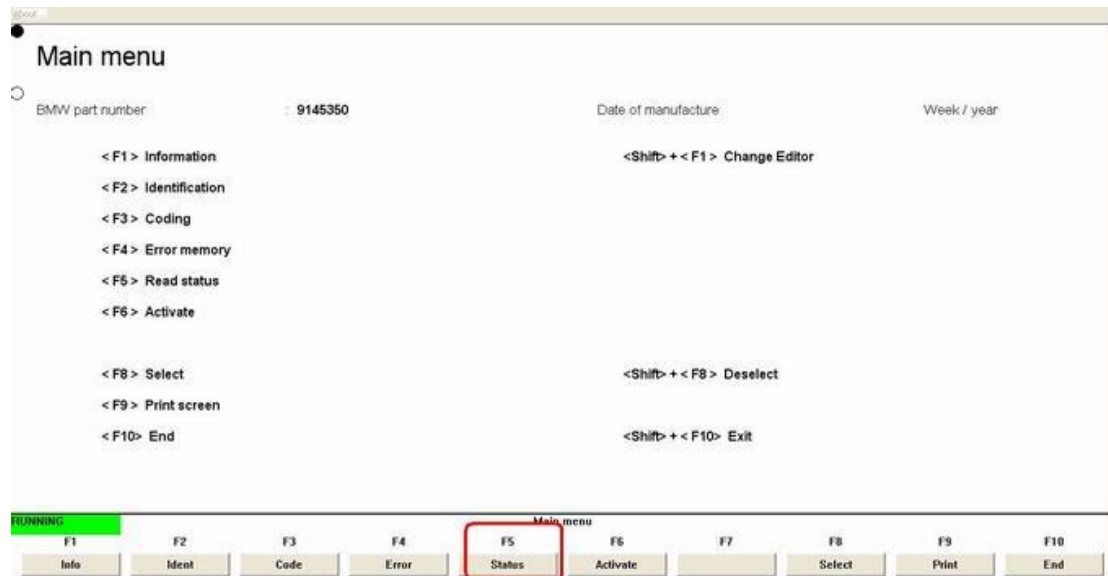 about...
Main menu
BMW part number : 9145350 Date of manufacture Week / year
< F1 > Information <Shift> + < F1 > Change Editor
< F2 > Identification
< F3 > Coding
< F4 > Error memory
< F5 > Read status
< F6 > Activate
< F8 > Select <Shift> + < F8 > Deselect
< F9 > Print screen
< F10> End <Shift> + < F10> Exit
RUNNING Main menu
F1 F2 F3 F4 F5 F6 F7 F8 F9 F10
Info Ident Code Error Status Activate Select Print End